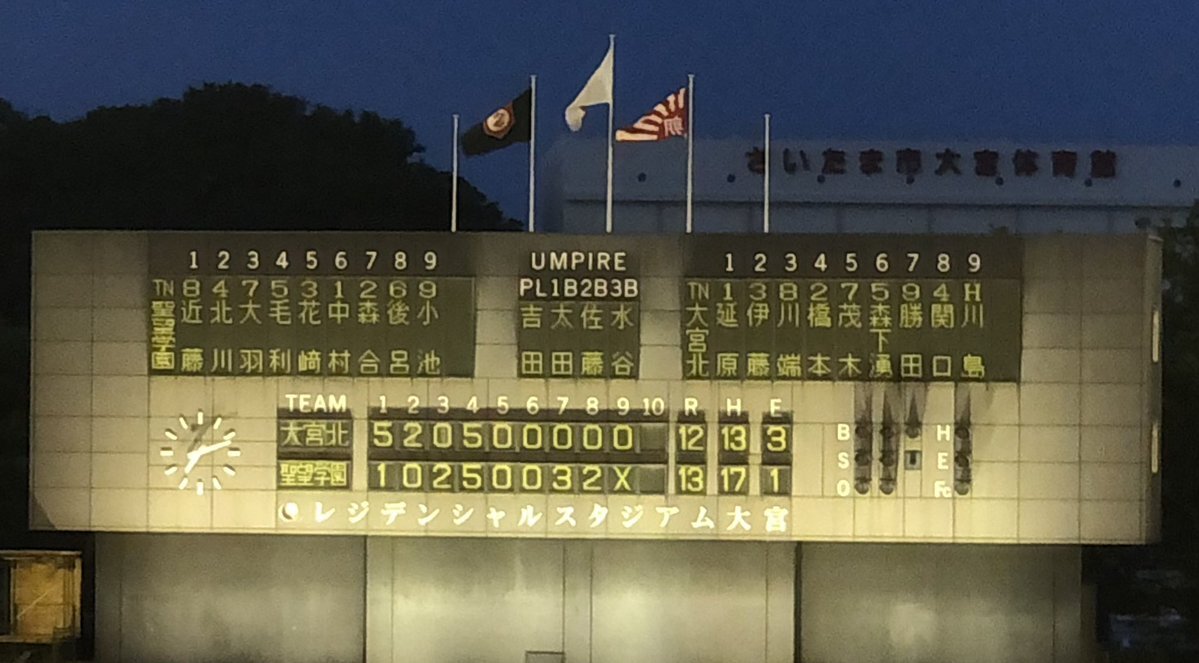 さいたま市大宮体育館
1 2 3 4 5 6 7 8 9
TN 8 4 7 5 3 1 2 6 9
聖望学園
近藤
北川
大羽
毛利
花﨑
中村
森合
後呂
小池
UMPIRE
PL 1B 2B 3B
吉田
太田
佐藤
水谷
1 2 3 4 5 6 7 8 9
TN 1 3 8 2 7 5 9 4 H
大宮北
延原
伊藤
川端
橋本
茂木
森下湧
勝田
関口
川島
TEAM 1 2 3 4 5 6 7 8 9 10 R H E
大宮北 5 2 0 5 0 0 0 0 0 12 13 3
聖望学園 1 0 2 5 0 0 3 2 X 13 17 1
B H
S E
O Fc
レジデンシャルスタジアム大宮